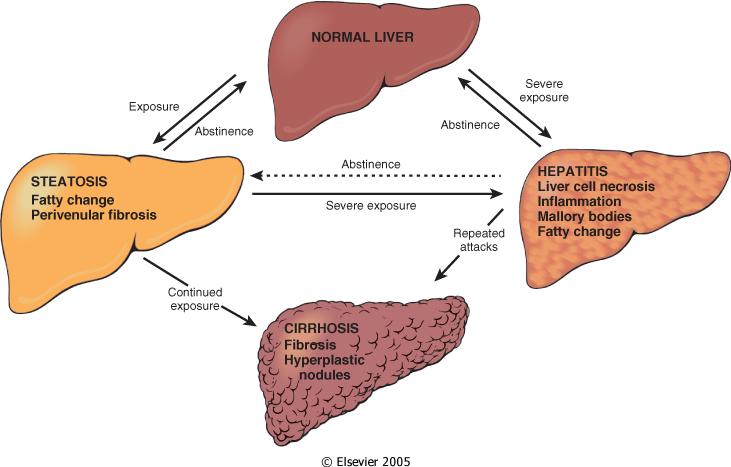 NORMAL LIVER
Exposure
Abstinence
Severe
exposure
Abstinence
STEATOSIS
Fatty change
Perivenular fibrosis
Abstinence
Severe exposure
HEPATITIS
Liver cell necrosis
Inflammation
Mallory bodies
Fatty change
Repeated
attacks
Continued
exposure
CIRRHOSIS
Fibrosis
Hyperplastic
nodules
© Elsevier 2005